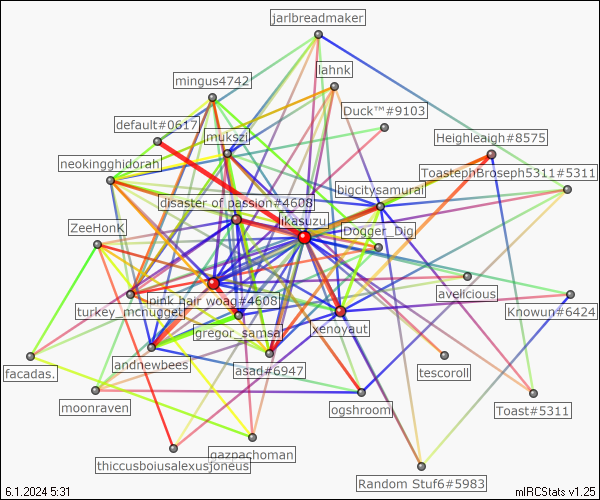 jarlbreadmaker
lahnk
mingus4742
Duck™#9103
default#0617
mukszi
Heighleaigh#8575
neokingghidorah
ToastephBroseph5311#5311
bigcitysamurai
disaster of passion#4608
likasuzu
ZeeHonk
Dogger_Dig
avelicious
pink hair woag#4608
turkey_mcnugget
Knowun#6424
gregor_samsa
xenoyaut
andnewbees
asad#6947
tescoroll
facadas.
moonraven
ogshroom
Toast#5311
gazpachoman
thiccusboiusalexusjoneus
Random Stuf6#5983
6.1.2024 5:31
mIRCStats v1.25